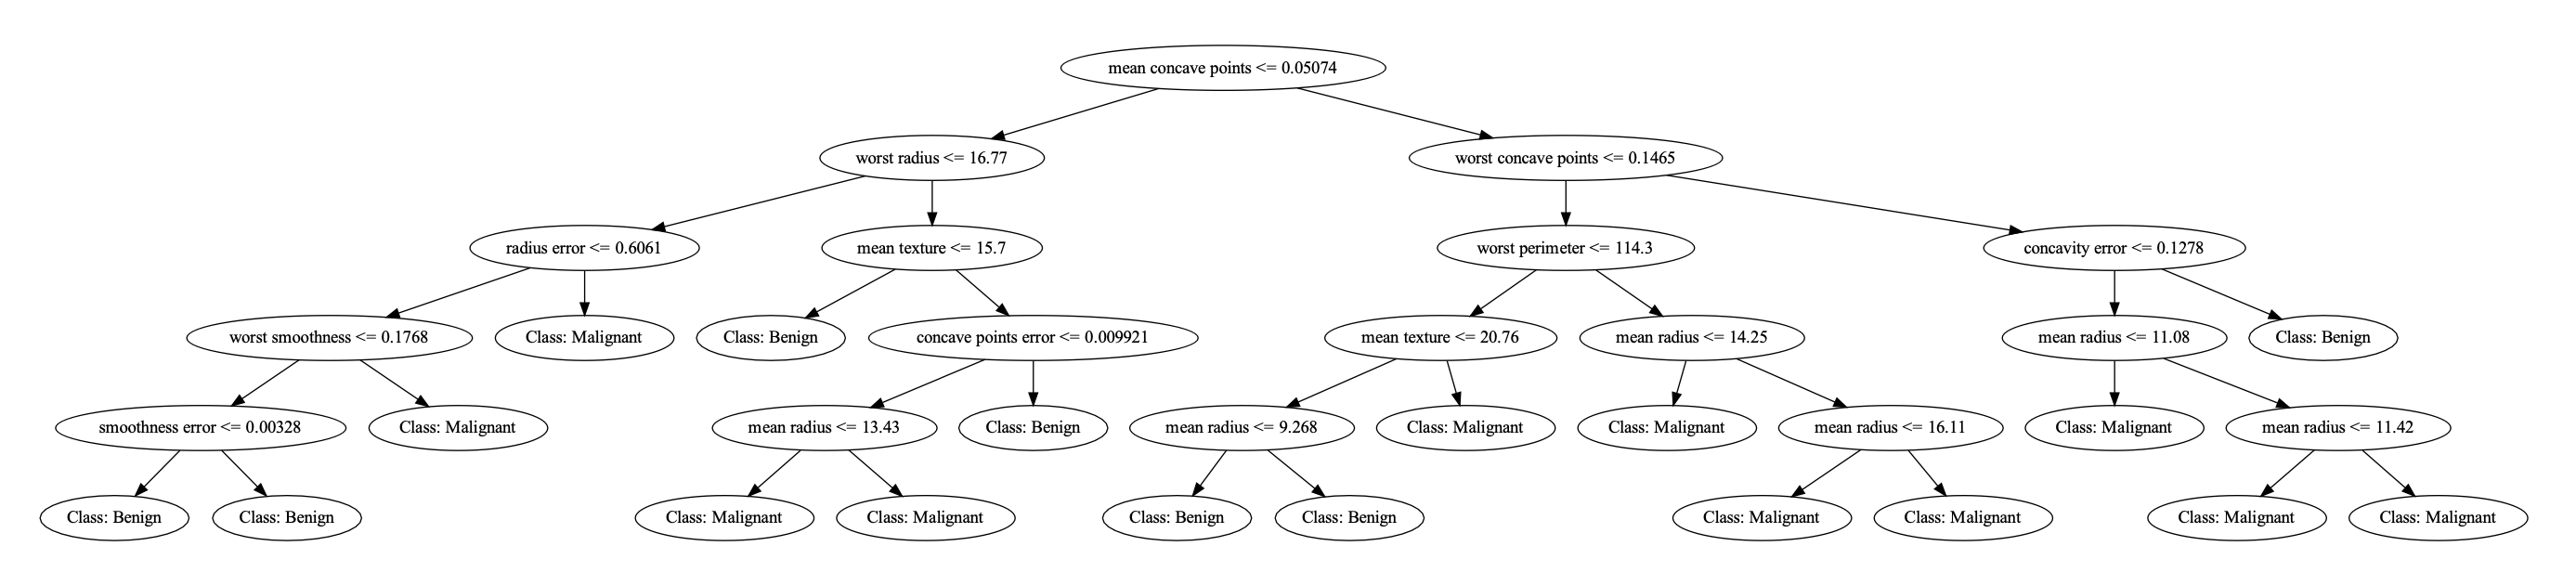 mean concave points <= 0.05074
worst radius <= 16.77
worst concave points <= 0.1465
radius error <= 0.6061
mean texture <= 15.7
worst perimeter <= 114.3
concavity error <= 0.1278
worst smoothness <= 0.1768
Class: Malignant
Class: Benign
concave points error <= 0.009921
mean texture <= 20.76
mean radius <= 14.25
mean radius <= 11.08
Class: Benign
smoothness error <= 0.00328
Class: Malignant
mean radius <= 13.43
Class: Benign
mean radius <= 9.268
Class: Malignant
Class: Malignant
mean radius <= 16.11
Class: Malignant
mean radius <= 11.42
Class: Benign
Class: Benign
Class: Malignant
Class: Malignant
Class: Benign
Class: Benign
Class: Malignant
Class: Malignant
Class: Malignant
Class: Malignant